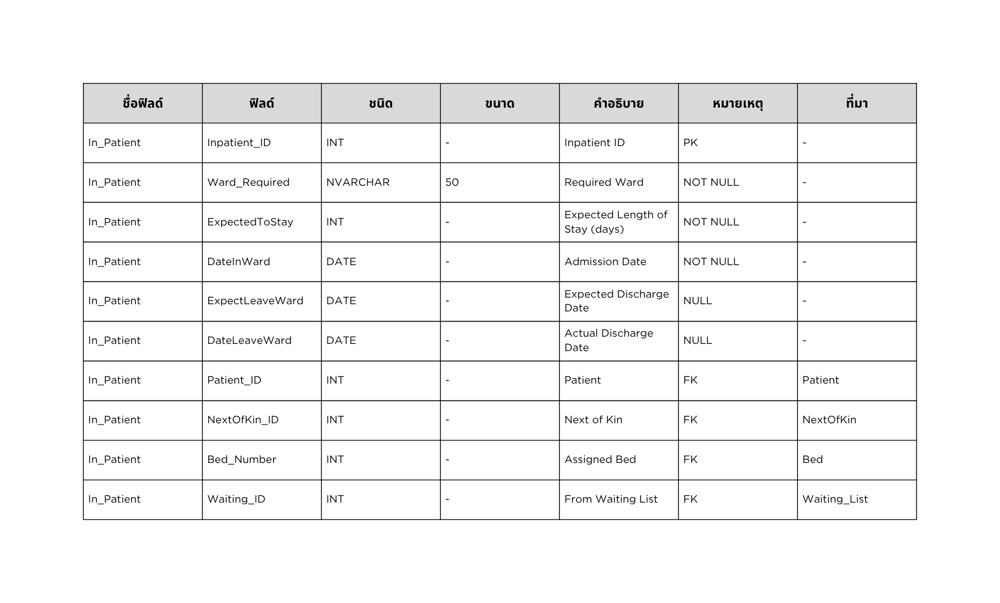 ชื่อฟิลด์ ฟิลด์ ชนิด ขนาด คำอธิบาย หมายเหตุ ที่มา
In_Patient Inpatient_ID INT - Inpatient ID PK -
In_Patient Ward_Required NVARCHAR 50 Required Ward NOT NULL -
In_Patient ExpectedToStay INT - Expected Length of Stay (days) NOT NULL -
In_Patient DateInWard DATE - Admission Date NOT NULL -
In_Patient ExpectLeaveWard DATE - Expected Discharge Date NULL -
In_Patient DateLeaveWard DATE - Actual Discharge Date NULL -
In_Patient Patient_ID INT - Patient FK Patient
In_Patient NextOfKin_ID INT - Next of Kin FK NextOfKin
In_Patient Bed_Number INT - Assigned Bed FK Bed
In_Patient Waiting_ID INT - From Waiting List FK Waiting_List